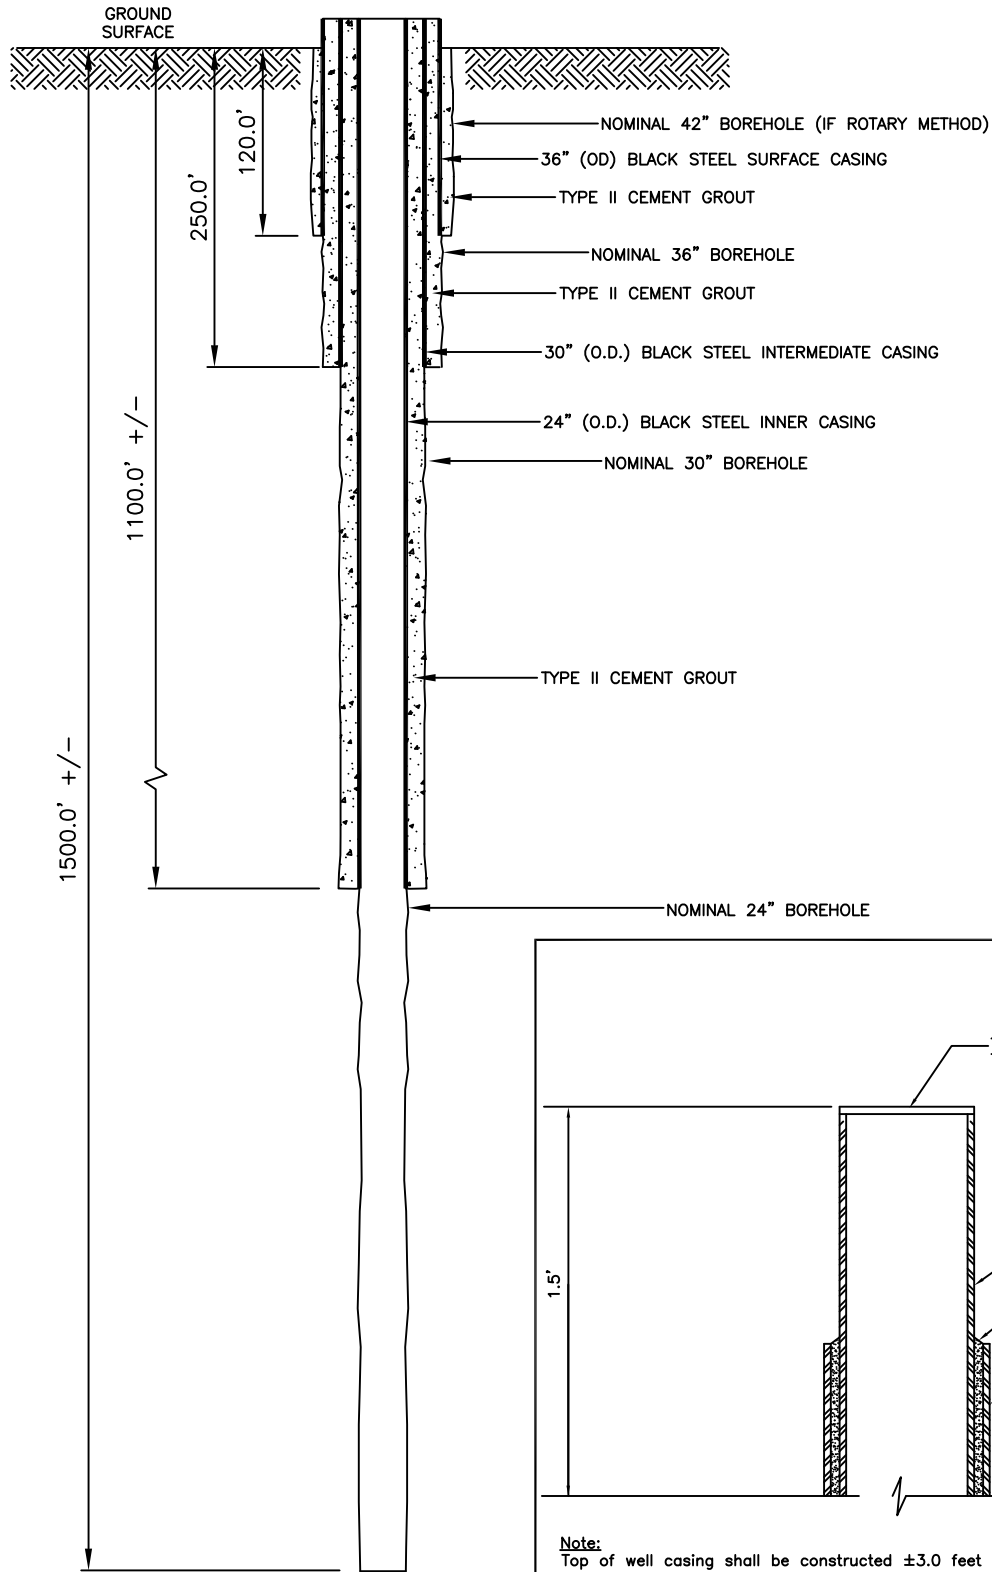 GROUND
SURFACE
120.0'
250.0'
1100.0' +/-
1500.0' +/-
NOMINAL 42" BOREHOLE (IF ROTARY METHOD)
36" (OD) BLACK STEEL SURFACE CASING
TYPE II CEMENT GROUT
NOMINAL 36" BOREHOLE
TYPE II CEMENT GROUT
30" (O.D.) BLACK STEEL INTERMEDIATE CASING
24" (O.D.) BLACK STEEL INNER CASING
NOMINAL 30" BOREHOLE
TYPE II CEMENT GROUT
NOMINAL 24" BOREHOLE
1.5'
Note:
Top of well casing shall be constructed ±3.0 feet